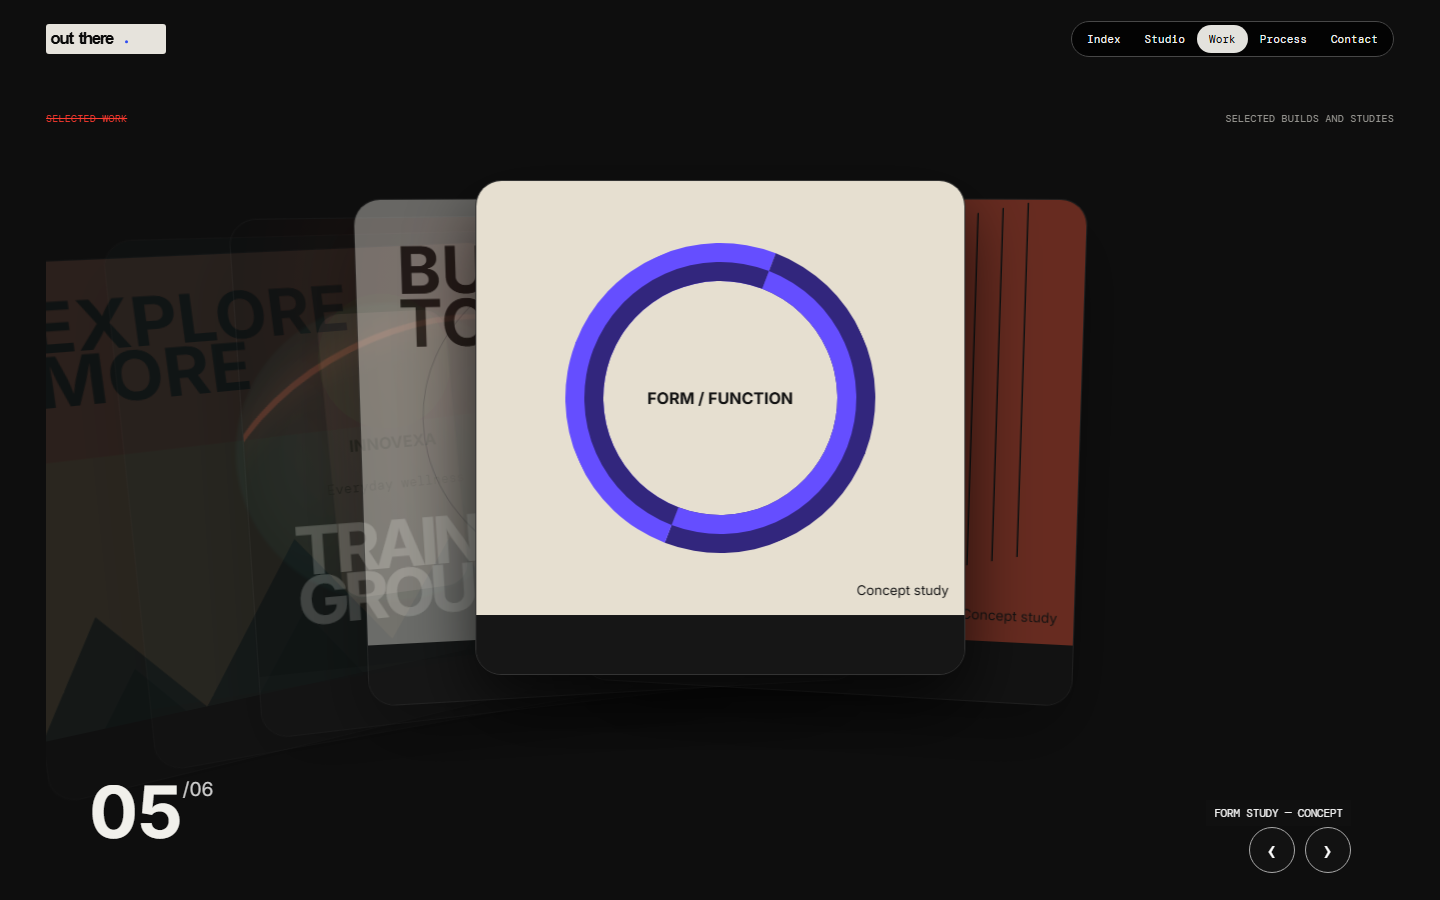 out there .
Index Studio Work Process Contact
SELECTED WORK
SELECTED BUILDS AND STUDIES
EXPLORE
MORE
BU
TO
INNOVEXA
Everyday
TRAIN
GROU
FORM / FUNCTION
Concept study
Concept study
05/06
FORM STUDY — CONCEPT
❮ ❯